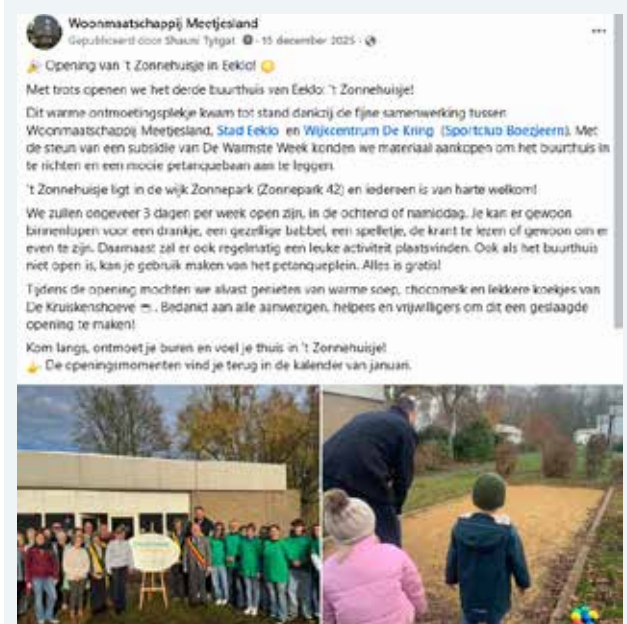 Woonmaatschappij Meetjesland
Gepubliceerd door Shauni Tytgat · 15 december 2025 ·
Opening van 't Zonnehuisje in Eeklo!
Met trots openen we het derde buurthuis van Eeklo: 't Zonnehuisje!
Dit warme ontmoetingsplekje kwam tot stand dankzij de fijne samenwerking tussen
Woonmaatschappij Meetjesland, Stad Eeklo en Wijkcentrum De Kring (Sportclub Boezjeern). Met
de steun van een subsidie van De Warmste Week konden we materiaal aankopen om het buurthuis in
te richten en een mooie petanquebaan aan te leggen.
't Zonnehuisje ligt in de wijk Zonnepark (Zonnepark 42) en iedereen is van harte welkom!
We zullen ongeveer 3 dagen per week open zijn, in de ochtend of namiddag. Je kan er gewoon
binnenlopen voor een drankje, een gezellige babbel, een spelletje, de krant te lezen of gewoon om er
even te zijn. Daarnaast zal er ook regelmatig een leuke activiteit plaatsvinden. Ook als het buurthuis
niet open is, kan je gebruik maken van het petanqueplein. Alles is gratis!
Tijdens de opening mochten we alvast genieten van warme soep, chocomelk en lekkere koekjes van
De Kruiskenshoeve . Bedankt aan alle aanwezigen, helpers en vrijwilligers om dit een geslaagde
opening te maken!
Kom langs, ontmoet je buren en voel je thuis in 't Zonnehuisje!
De openingsmomenten vind je terug in de kalender van januari.